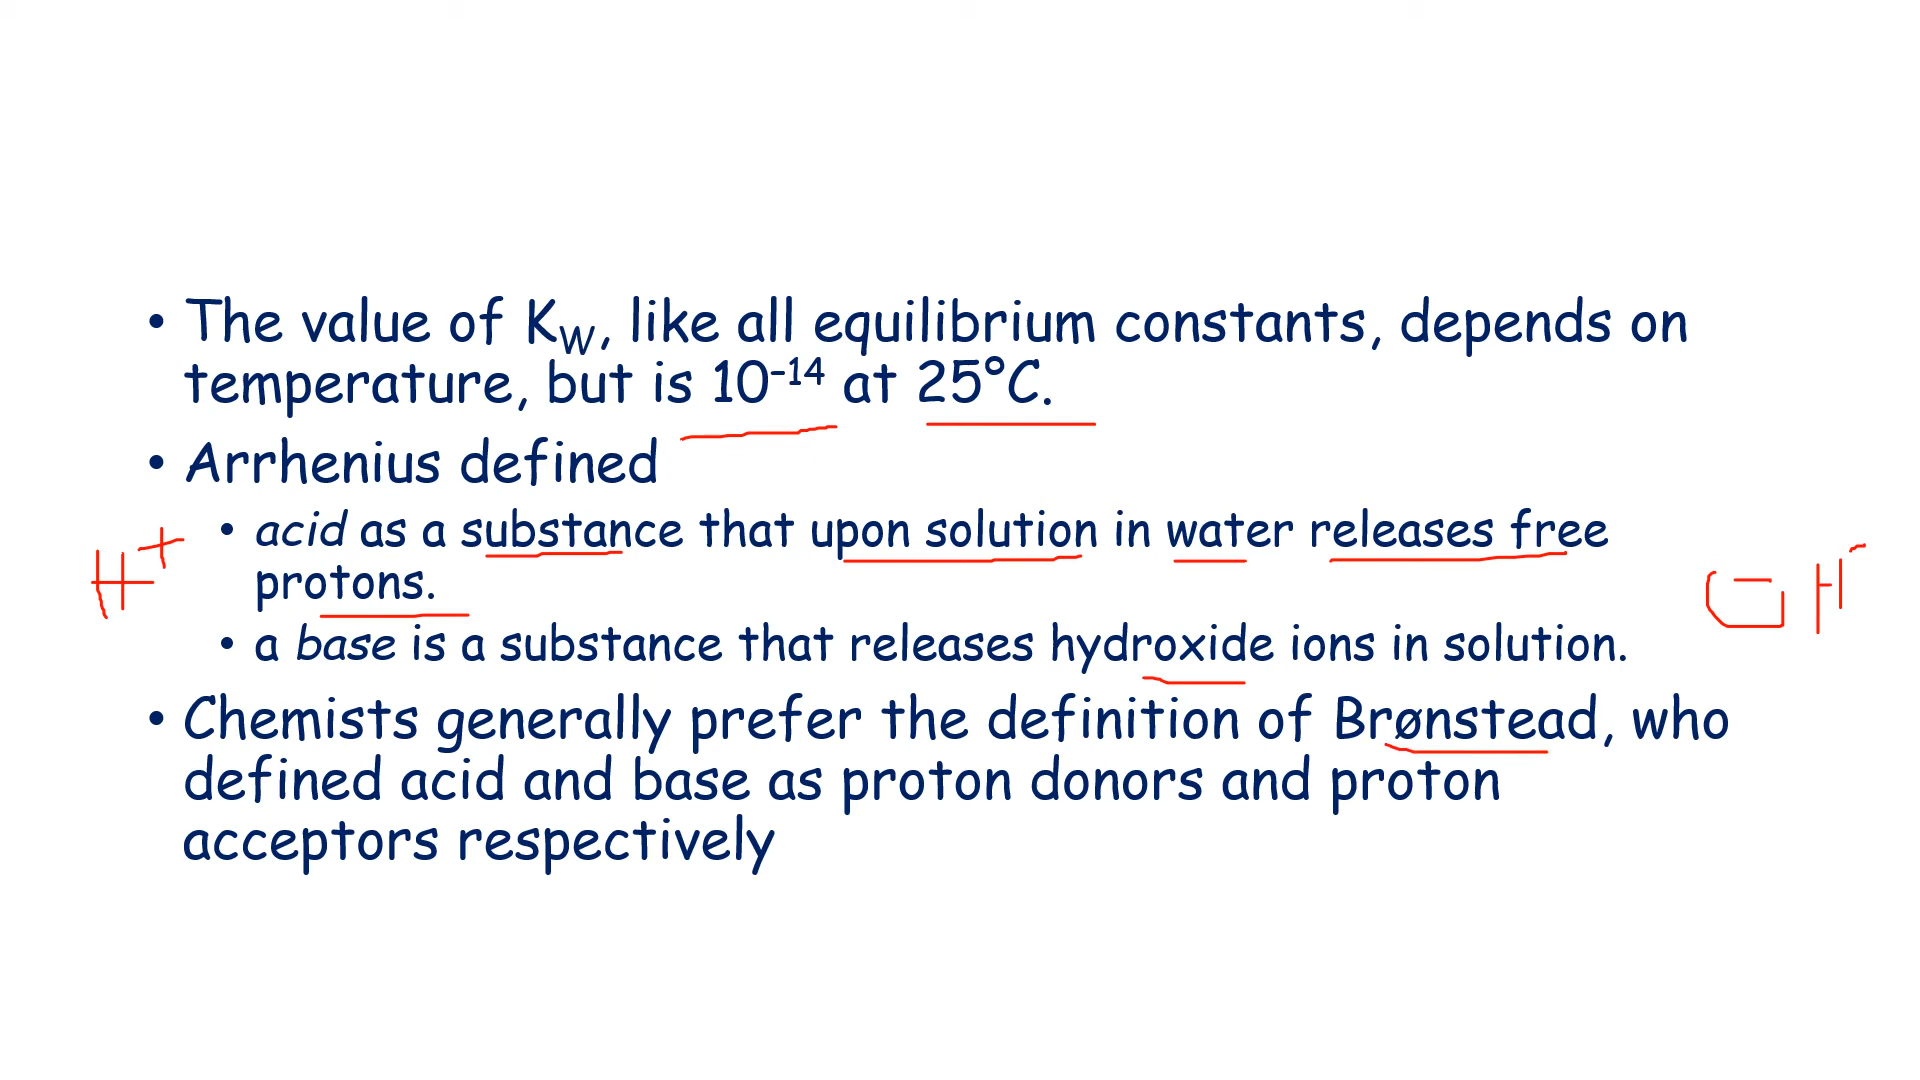 • The value of K_W, like all equilibrium constants, depends on
temperature, but is 10⁻¹⁴ at 25°C.
• Arrhenius defined
• acid as a substance that upon solution in water releases free
H⁺
protons.
OH⁻
• a base is a substance that releases hydroxide ions in solution.
• Chemists generally prefer the definition of Brønstead, who
defined acid and base as proton donors and proton
acceptors respectively